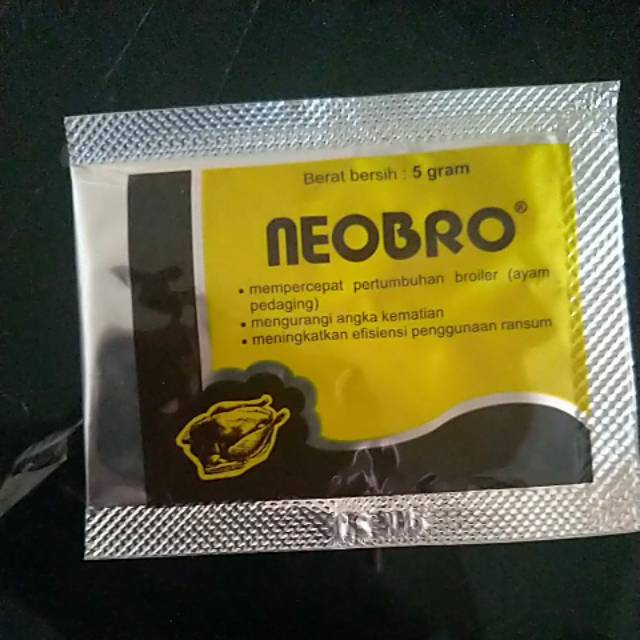 Berat bersih : 5 gram
NEOBRO®
• mempercepat pertumbuhan broiler (ayam
pedaging)
• mengurangi angka kematian
• meningkatkan efisiensi penggunaan ransum